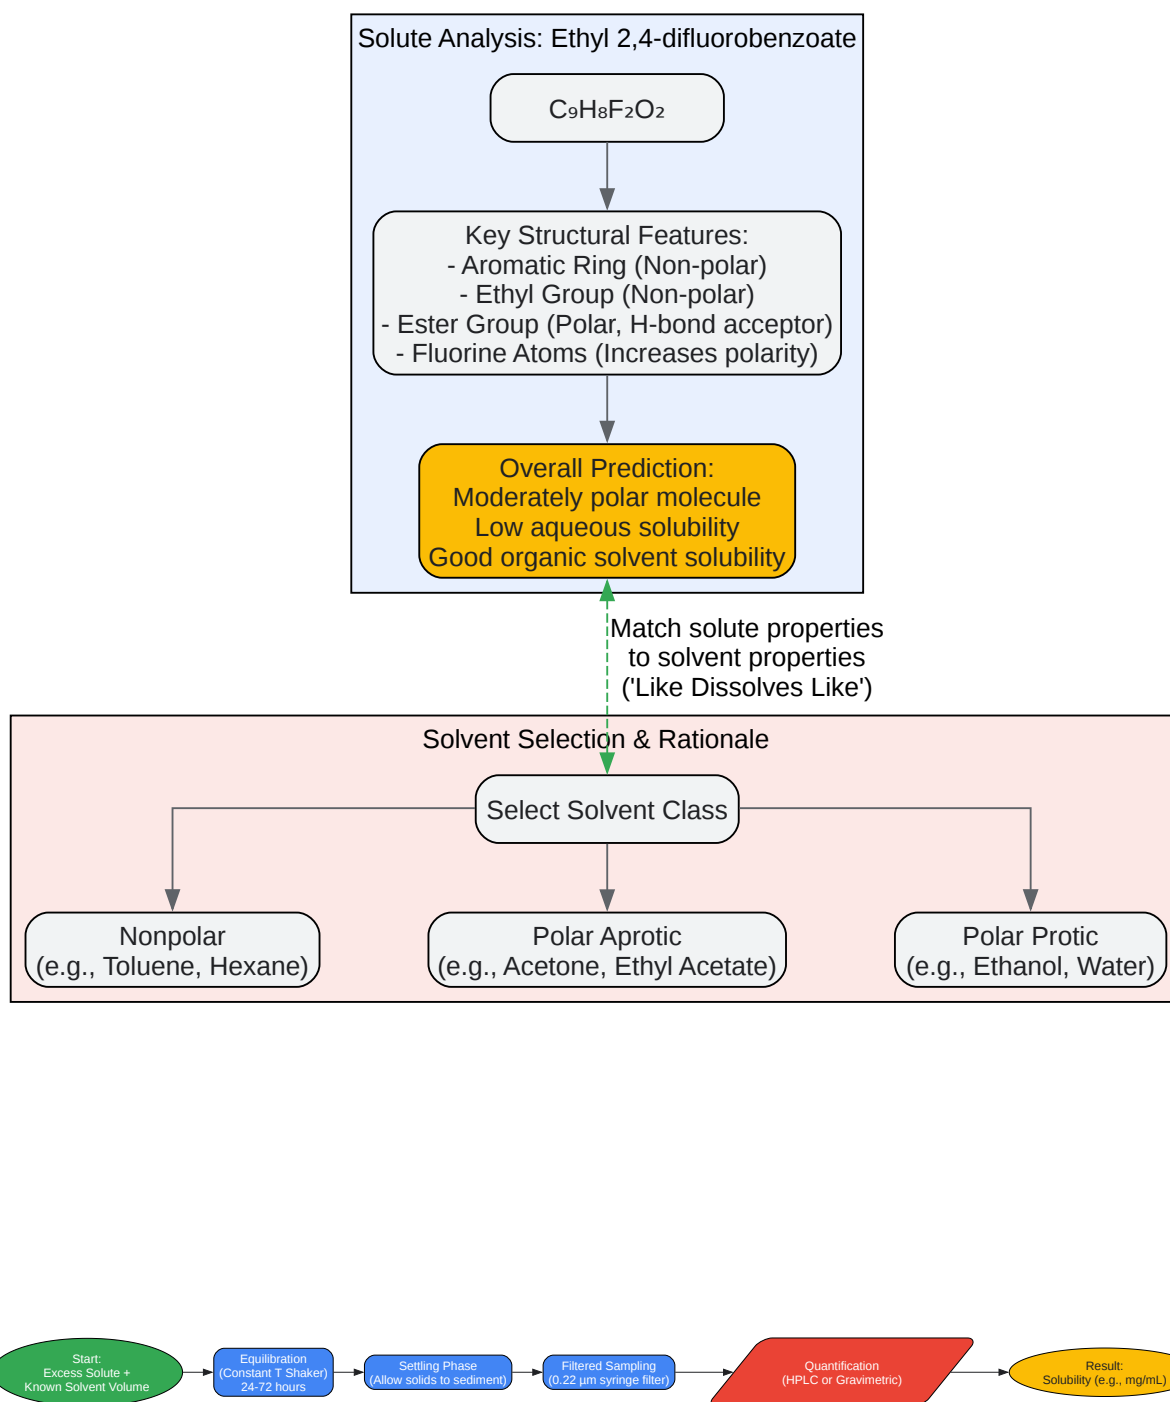 Solute Analysis: Ethyl 2,4-difluorobenzoate
C₉H₈F₂O₂
Key Structural Features:
- Aromatic Ring (Non-polar)
- Ethyl Group (Non-polar)
- Ester Group (Polar, H-bond acceptor)
- Fluorine Atoms (Increases polarity)
Overall Prediction:
Moderately polar molecule
Low aqueous solubility
Good organic solvent solubility
Match solute properties
to solvent properties
('Like Dissolves Like')
Solvent Selection & Rationale
Select Solvent Class
Nonpolar
(e.g., Toluene, Hexane)
Polar Aprotic
(e.g., Acetone, Ethyl Acetate)
Polar Protic
(e.g., Ethanol, Water)
Start:
Excess Solute +
Known Solvent Volume
Equilibration
(Constant T Shaker)
24-72 hours
Settling Phase
(Allow solids to sediment)
Filtered Sampling
(0.22 µm syringe filter)
Quantification
(HPLC or Gravimetric)
Result:
Solubility (e.g., mg/mL)